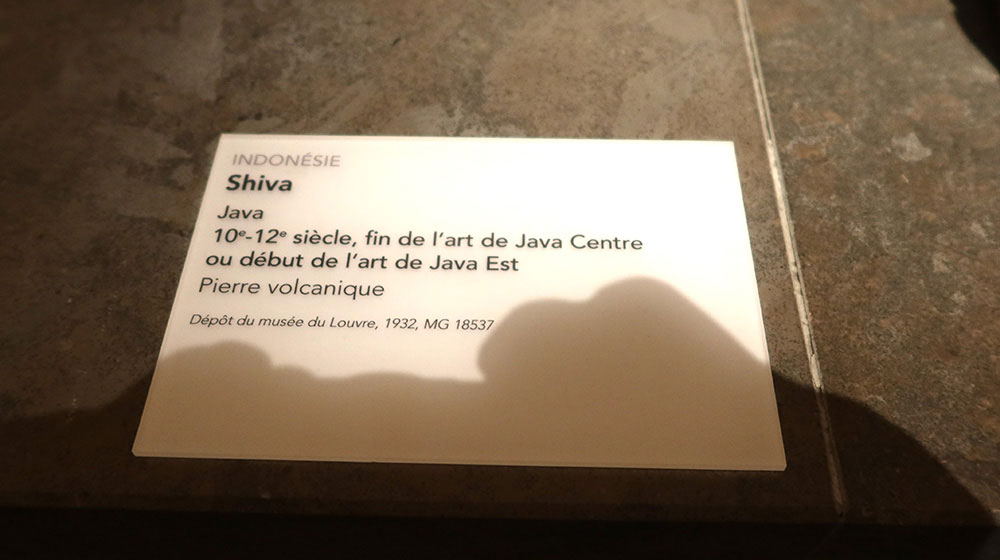 INDONÉSIE
Shiva
Java
10e-12e siècle, fin de l'art de Java Centre
ou début de l'art de Java Est
Pierre volcanique
Dépôt du musée du Louvre, 1932, MG 18537